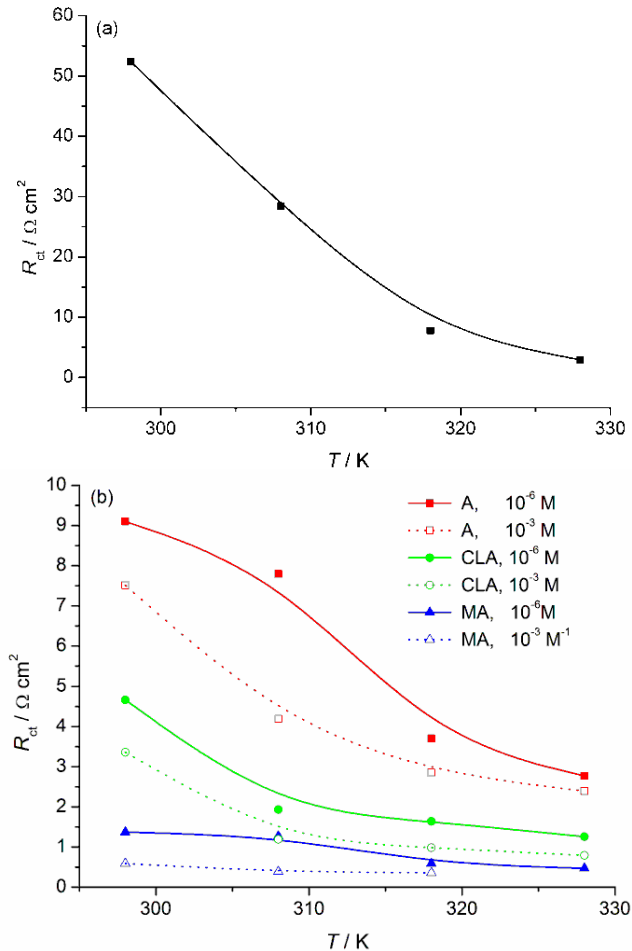 (a)
60
50
40
30
20
10
0
R_ct / Ω cm²
300 310 320 330
T / K
(b)
10
9
8
7
6
5
4
3
2
1
0
R_ct / Ω cm²
A, 10⁻⁶ M
A, 10⁻³ M
CLA, 10⁻⁶ M
CLA, 10⁻³ M
MA, 10⁻⁶M
MA, 10⁻³ M⁻¹
300 310 320 330
T / K